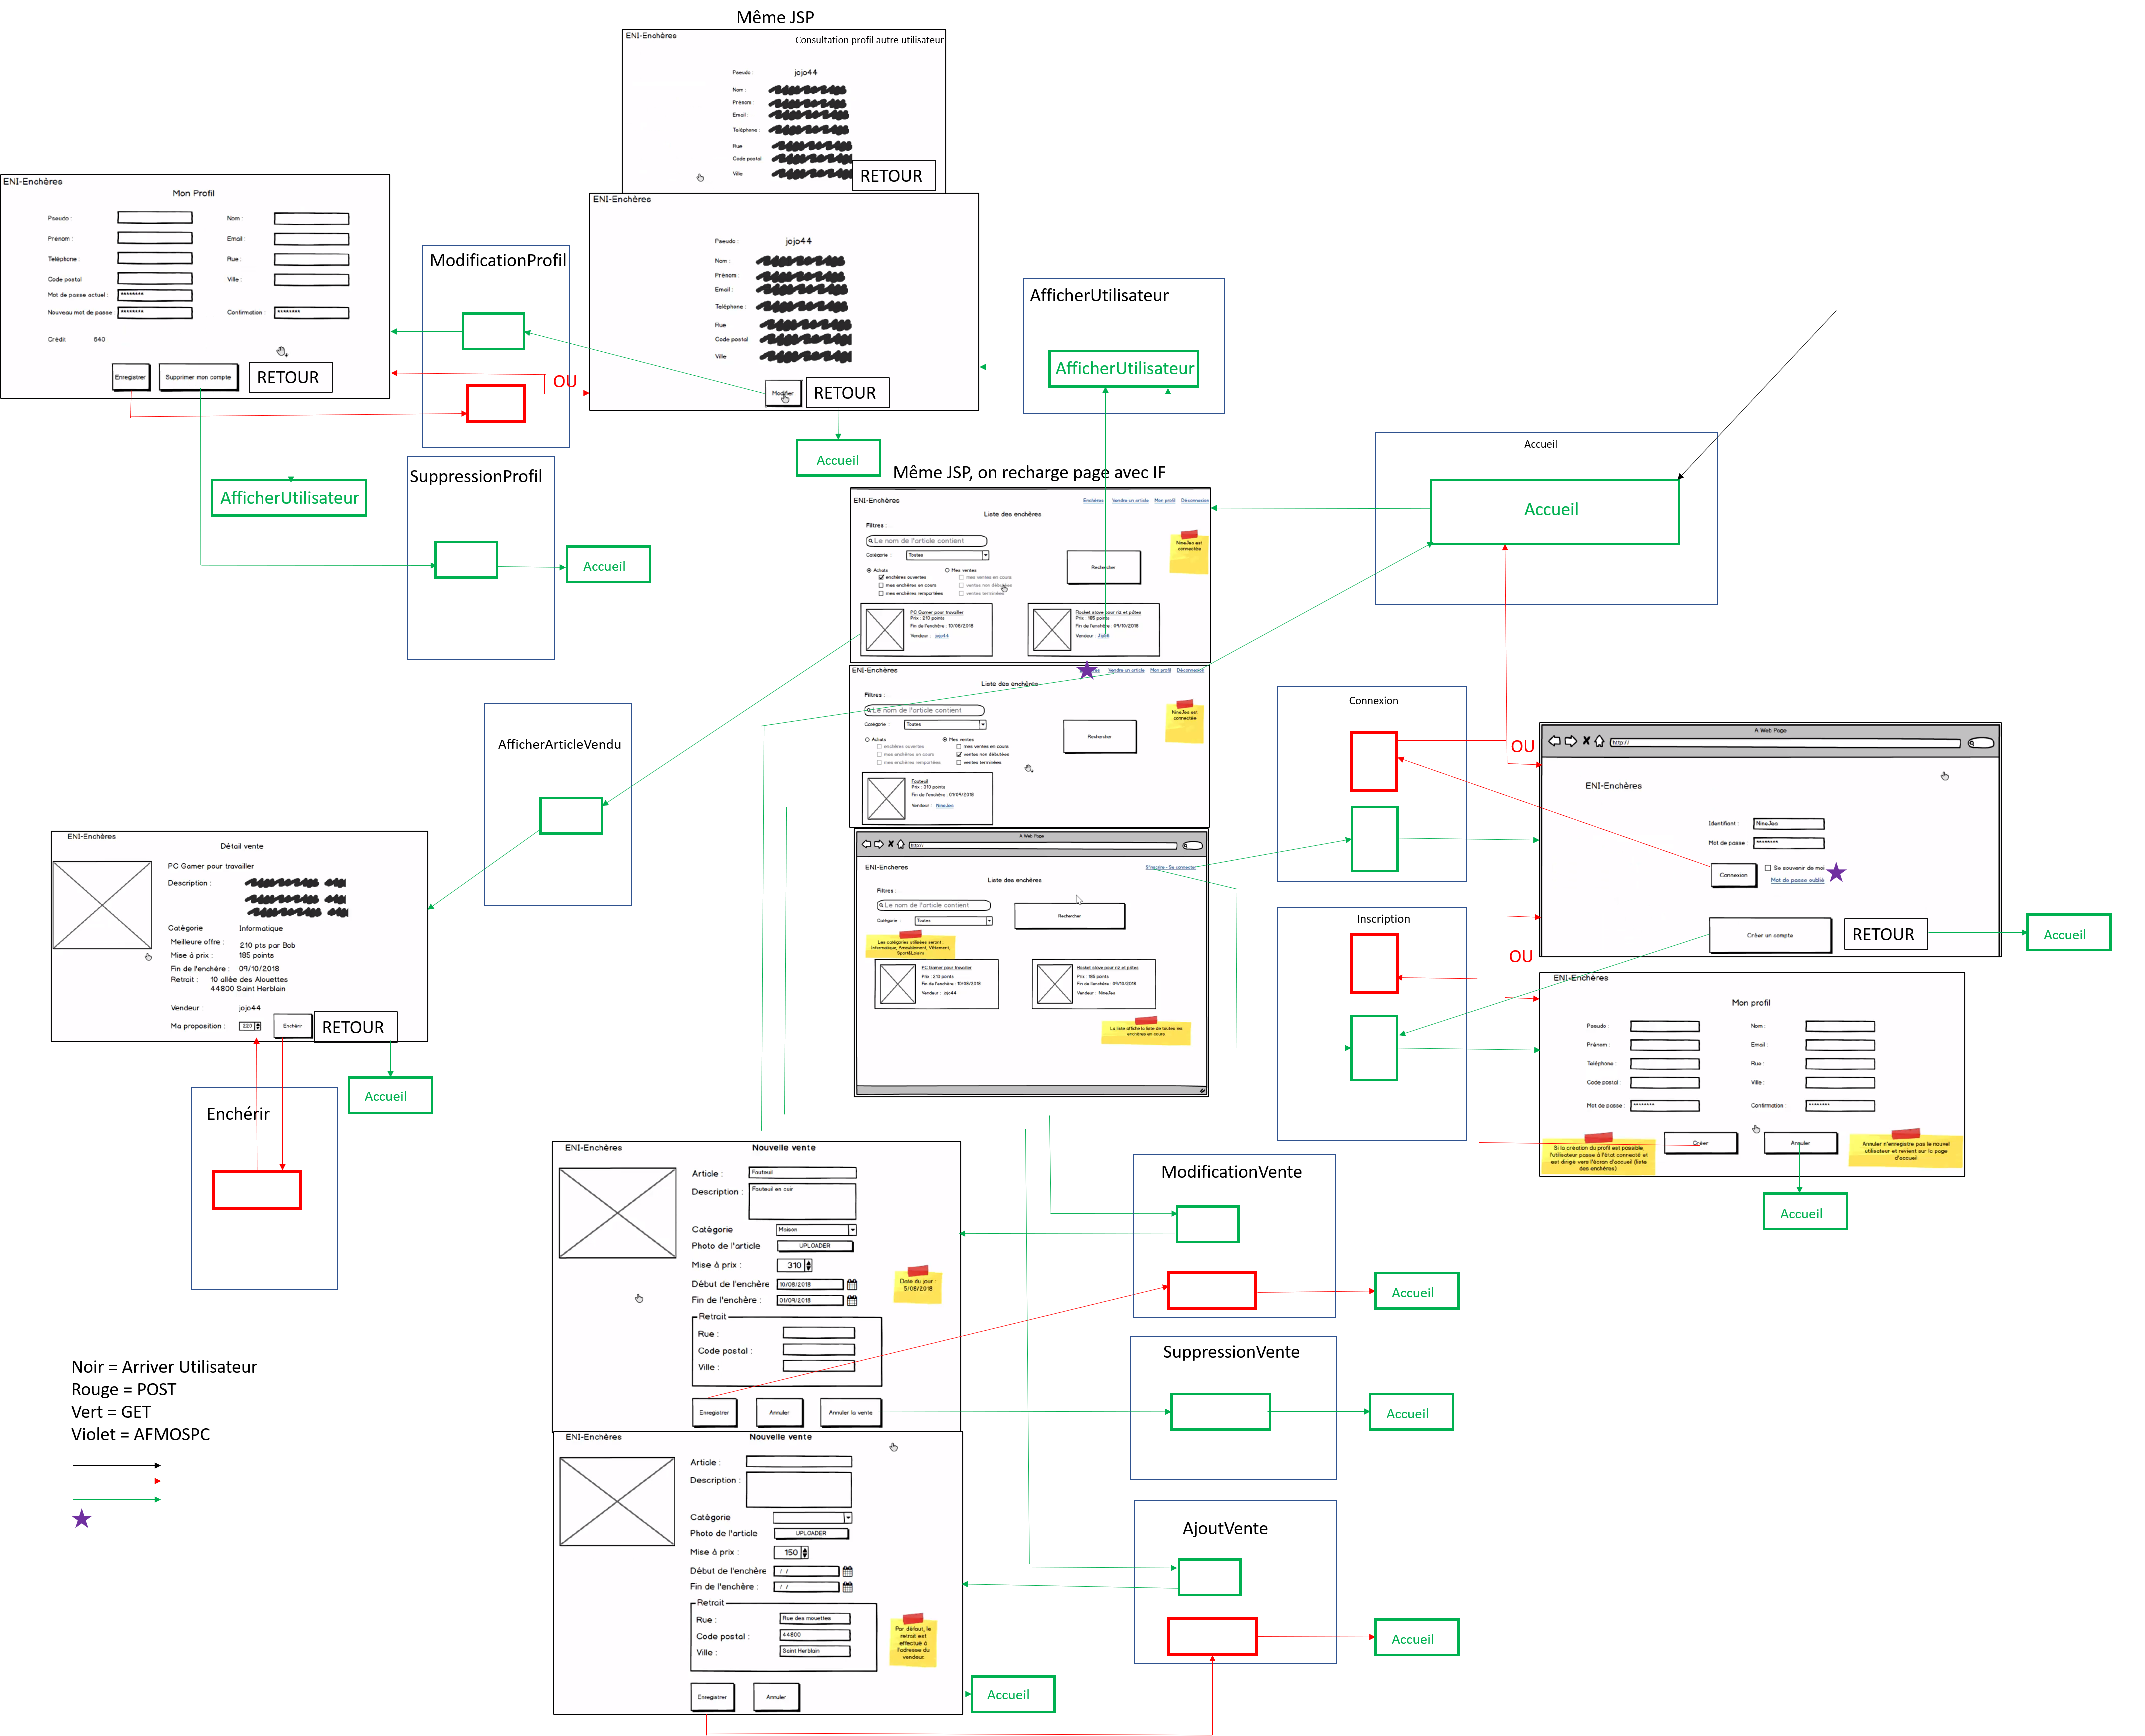 Même JSP
ENI-Enchères
Consultation profil autre utilisateur
Pseudo :
jojo44
Nom :
Prénom
Email :
Teléphone :
Rue
Code postal
Ville
RETOUR
ENI-Enchères
Pseudo :
jojo44
Nom :
Prénom :
Email :
Teléphone :
Rue
Code postal
Ville
Modifier
RETOUR
Accueil
ENI-Enchères
Mon Profil
Pseudo :
Nom :
Prénom :
Email :
Teléphone :
Rue :
Code postal
Ville :
Mot de passe actuel :
********
Nouveau mot de passe
********
Confirmation :
********
Crédit
640
Enregistrer
Supprimer mon compte
RETOUR
AfficherUtilisateur
ModificationProfil
OU
SuppressionProfil
Accueil
AfficherUtilisateur
AfficherUtilisateur
Accueil
Accueil
Même JSP, on recharge page avec IF
ENI-Enchères
Enchères
Vendre un article
Mon profil
Déconnexion
Liste des enchères
Filtres :
Le nom de l'article contient
Catégorie :
Toutes
Achats
Mes ventes
enchères ouvertes
mes ventes en cours
mes enchères en cours
ventes non débutées
mes enchères remportées
ventes terminées
Rechercher
NineJea est
connectée
PC Gamer pour travailler
Prix : 210 points
Fin de l'enchère : 10/08/2018
Vendeur : jojo44
Rocket stove pour riz et pâtes
Prix : 185 points
Fin de l'enchère : 09/10/2018
Vendeur :
ENI-Enchères
Vendre un article
Mon profil
Déconnexion
Liste des enchères
Filtres :
Le nom de l'article contient
Catégorie :
Toutes
Achats
Mes ventes
enchères ouvertes
mes ventes en cours
mes enchères en cours
ventes non débutées
mes enchères remportées
ventes terminées
Rechercher
NineJea est
connectée
Fauteuil
Prix : 310 points
Fin de l'enchère : 01/09/2018
Vendeur : NineJea
A Web Page
http://
ENI-Encheres
S'inscrire - Se connecter
Liste des enchères
Filtres :
Le nom de l'article contient
Catégorie :
Toutes
Rechercher
Les catégories utilisées seront :
Informatique, Ameublement, Vêtement,
Sport&Loisirs
PC Gamer pour travailler
Prix : 210 points
Fin de l'enchère : 10/08/2018
Vendeur : jojo44
Rocket stove pour riz et pâtes
Prix : 185 points
Fin de l'enchère : 09/10/2018
Vendeur : NineJea
La liste affiche la liste de toutes les
enchères en cours
AfficherArticleVendu
ENI-Enchères
Détail vente
PC Gamer pour travailler
Description :
Catégorie
Informatique
Meilleure offre :
210 pts par Bob
Mise à prix :
185 points
Fin de l'enchère :
09/10/2018
Retrait :
10 allée des Alouettes
44800 Saint Herblain
Vendeur :
jojo44
Ma proposition :
220
Enchérir
RETOUR
Accueil
Enchérir
Connexion
OU
A Web Page
http://
ENI-Enchères
Identifiant :
NineJea
Mot de passe :
********
Connexion
Se souvenir de moi
Mot de passe oublié
Créer un compte
RETOUR
Accueil
Inscription
OU
ENI-Enchères
Mon profil
Pseudo :
Nom :
Prénom :
Email :
Teléphone :
Rue :
Code postal :
Ville :
Mot de passe :
********
Confirmation :
********
Créer
Annuler
Si la création du profil est possible,
l'utilisateur passe à l'état connecté et
est dirigé vers l'écran d'accueil (liste
des enchères)
Annuler n'enregistre pas le nouvel
utilisateur et revient sur la page
d'accueil
Accueil
ENI-Enchères
Nouvelle vente
Article :
Fauteuil
Description :
Fauteuil en cuir
Catégorie
Maison
Photo de l'article
UPLOADER
Mise à prix :
310
Début de l'enchère
10/08/2018
Fin de l'enchère :
01/09/2018
Date du jour :
5/08/2018
Retrait
Rue :
Code postal :
Ville :
Enregistrer
Annuler
Annuler la vente
ModificationVente
Accueil
SuppressionVente
Accueil
ENI-Enchères
Nouvelle vente
Article :
Description :
Catégorie
Photo de l'article
UPLOADER
Mise à prix :
150
Début de l'enchère
/ /
Fin de l'enchère :
/ /
Retrait
Rue :
Rue des mouettes
Code postal :
44800
Ville :
Saint Herblain
Par défaut, le
retrait est
effectué à
l'adresse du
vendeur
Enregistrer
Annuler
Accueil
AjoutVente
Accueil
Noir = Arriver Utilisateur
Rouge = POST
Vert = GET
Violet = AFMOSPC